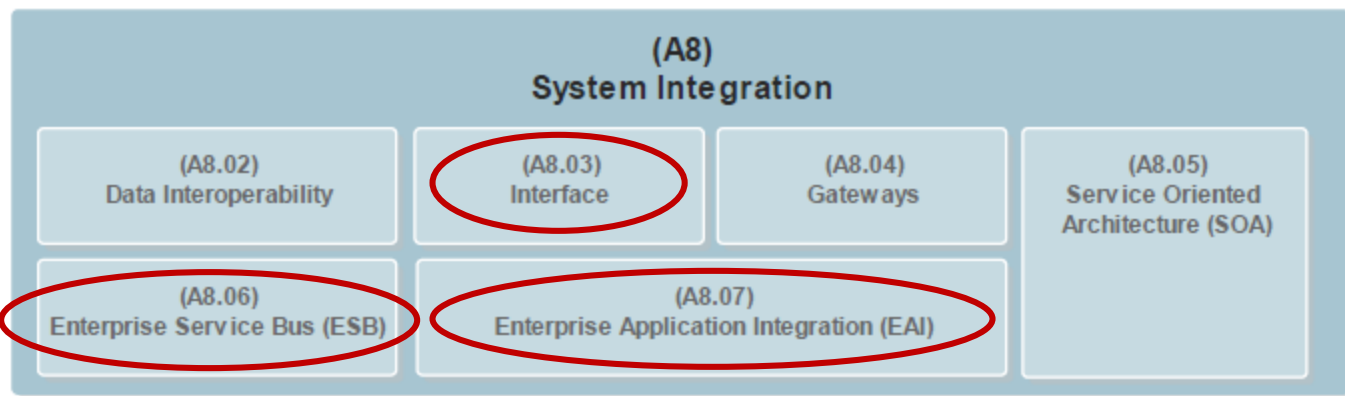 (A8)
System Integration
(A8.02)
Data Interoperability
(A8.03)
Interface
(A8.04)
Gateways
(A8.05)
Service Oriented
Architecture (SOA)
(A8.06)
Enterprise Service Bus (ESB)
(A8.07)
Enterprise Application Integration (EAI)